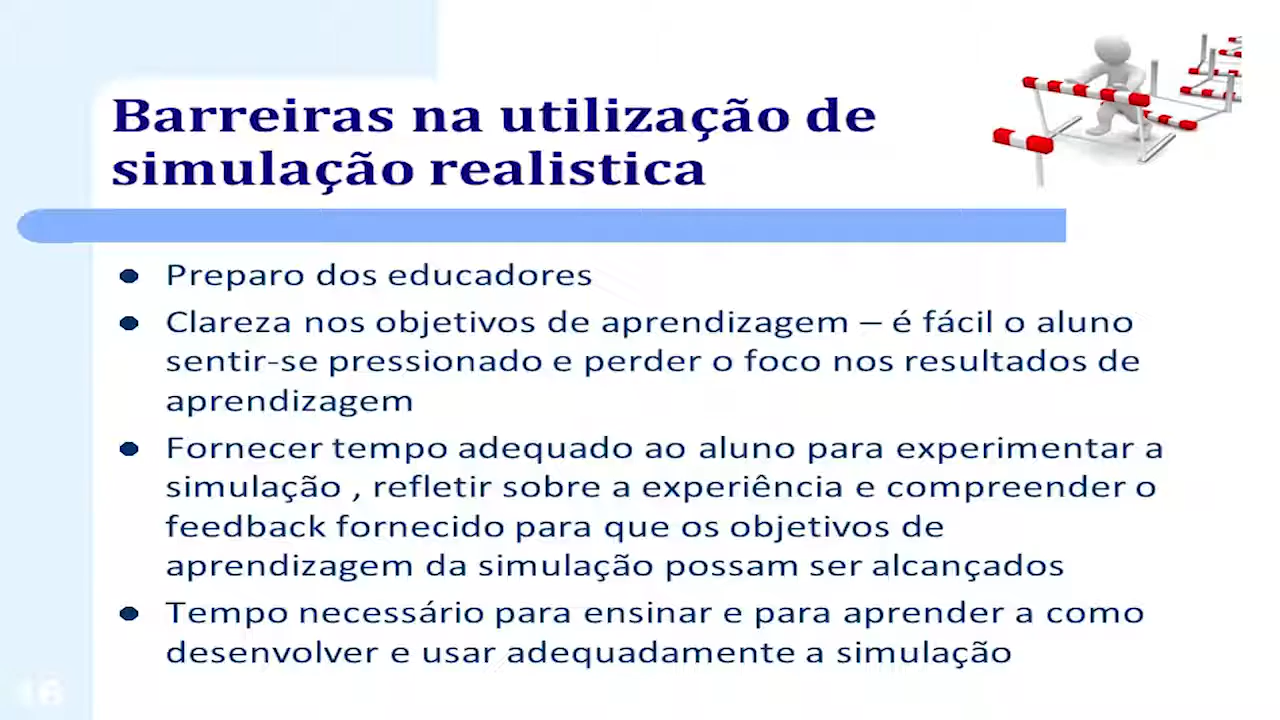 Barreiras na utilização de
simulação realistica
Preparo dos educadores
Clareza nos objetivos de aprendizagem – é fácil o aluno
sentir-se pressionado e perder o foco nos resultados de
aprendizagem
Fornecer tempo adequado ao aluno para experimentar a
simulação , refletir sobre a experiência e compreender o
feedback fornecido para que os objetivos de
aprendizagem da simulação possam ser alcançados
Tempo necessário para ensinar e para aprender a como
desenvolver e usar adequadamente a simulação
16